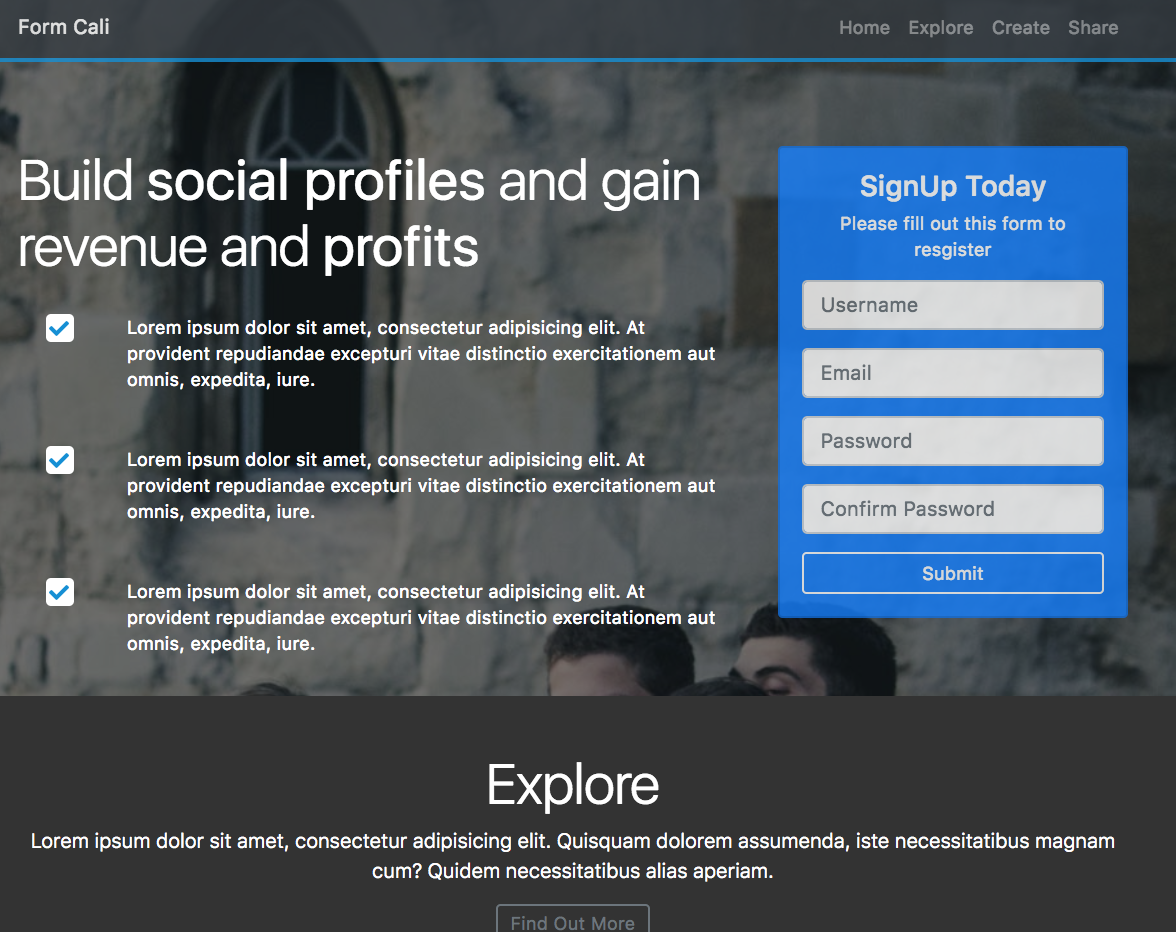 Form Cali
Home Explore Create Share
Build social profiles and gain
revenue and profits
Lorem ipsum dolor sit amet, consectetur adipisicing elit. At
provident repudiandae excepturi vitae distinctio exercitationem aut
omnis, expedita, iure.
Lorem ipsum dolor sit amet, consectetur adipisicing elit. At
provident repudiandae excepturi vitae distinctio exercitationem aut
omnis, expedita, iure.
Lorem ipsum dolor sit amet, consectetur adipisicing elit. At
provident repudiandae excepturi vitae distinctio exercitationem aut
omnis, expedita, iure.
SignUp Today
Please fill out this form to
resgister
Username
Email
Password
Confirm Password
Submit
Explore
Lorem ipsum dolor sit amet, consectetur adipisicing elit. Quisquam dolorem assumenda, iste necessitatibus magnam
cum? Quidem necessitatibus alias aperiam.
Find Out More